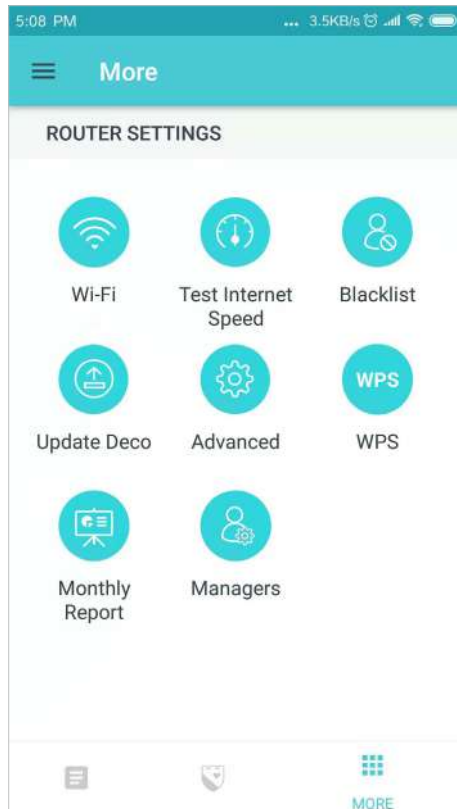 5:08 PM ... 3.5KB/s
More
ROUTER SETTINGS
Wi-Fi
Test Internet
Speed
Blacklist
Update Deco
Advanced
WPS
WPS
Monthly
Report
Managers
MORE